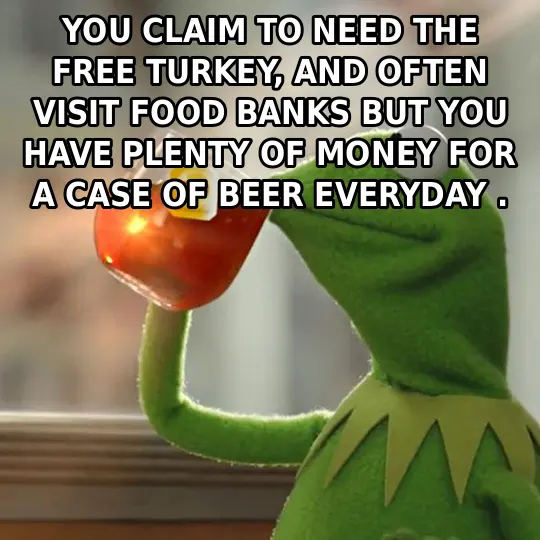 YOU CLAIM TO NEED THE
FREE TURKEY, AND OFTEN
VISIT FOOD BANKS BUT YOU
HAVE PLENTY OF MONEY FOR
A CASE OF BEER EVERYDAY .